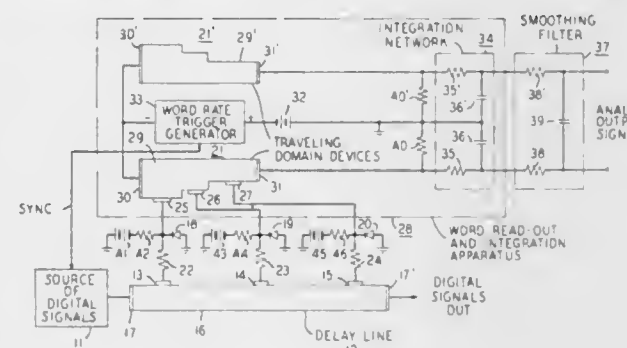 SMOOTHING
FILTER
INTEGRATION
NETWORK
30' 21' 29' 31' 34 37
35' 38'
33 32 40' 36'
WORD RATE
TRIGGER
GENERATOR
39
ANAL
OUTP
SIGN
29 21
TRAVELING
DOMAIN DEVICES
40 36
30 31 35 38
SYNC
25 26 27 28
18 19 20
WORD READ-OUT
AND INTEGRATION
APPARATUS
41 42 43 44 45 46
22 23 24
SOURCE
OF
DIGITAL
SIGNALS
13 14 15 17'
DIGITAL
SIGNALS
OUT
11 17 16
DELAY LINE